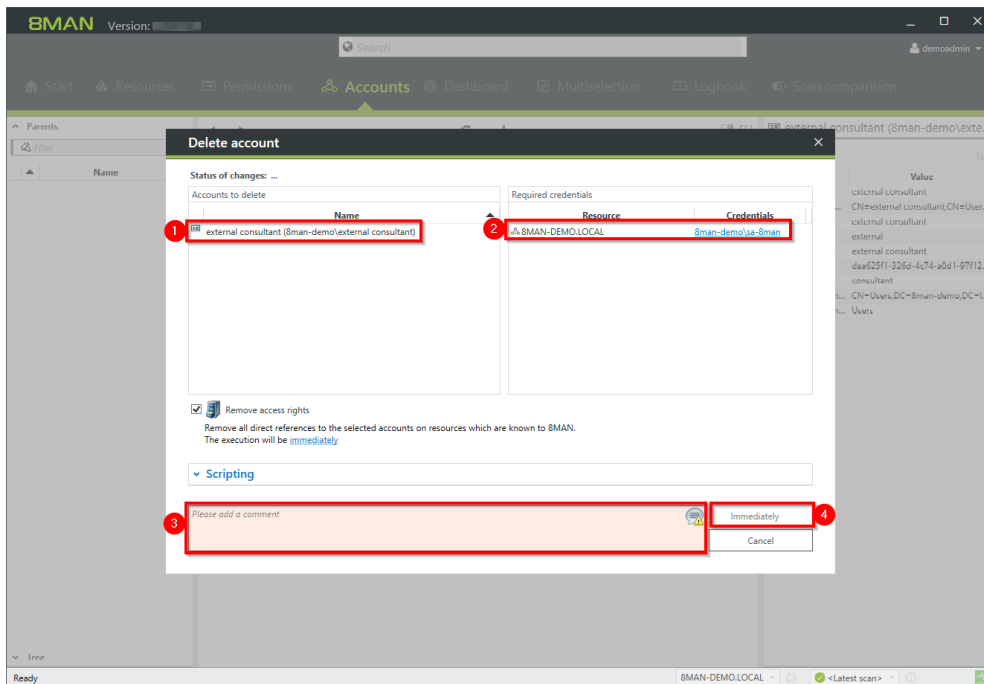 8MAN Version:
Search
demoadmin
Start Resources Permissions Accounts Dashboard Multiselection Logbook Scan comparision
Parents
Filter
Name
external consultant (8man-demo\exte...
Value
external consultant
CN=external consultant,CN=User...
external consultant
external
external consultant
daa625f1-326d-4c74-a0d1-97f12...
consultant
CN=Users,DC=8man-demo,DC=l...
Users
Delete account
Status of changes: ...
Accounts to delete
Required credentials
Name
Resource Credentials
1 external consultant (8man-demo\external consultant)
2 8MAN-DEMO.LOCAL 8man-demo\sa-8man
Remove access rights
Remove all direct references to the selected accounts on resources which are known to 8MAN.
The execution will be immediately
Scripting
3 Please add a comment
Immediately 4
Cancel
Tree
Ready 8MAN-DEMO.LOCAL <Latest scan>